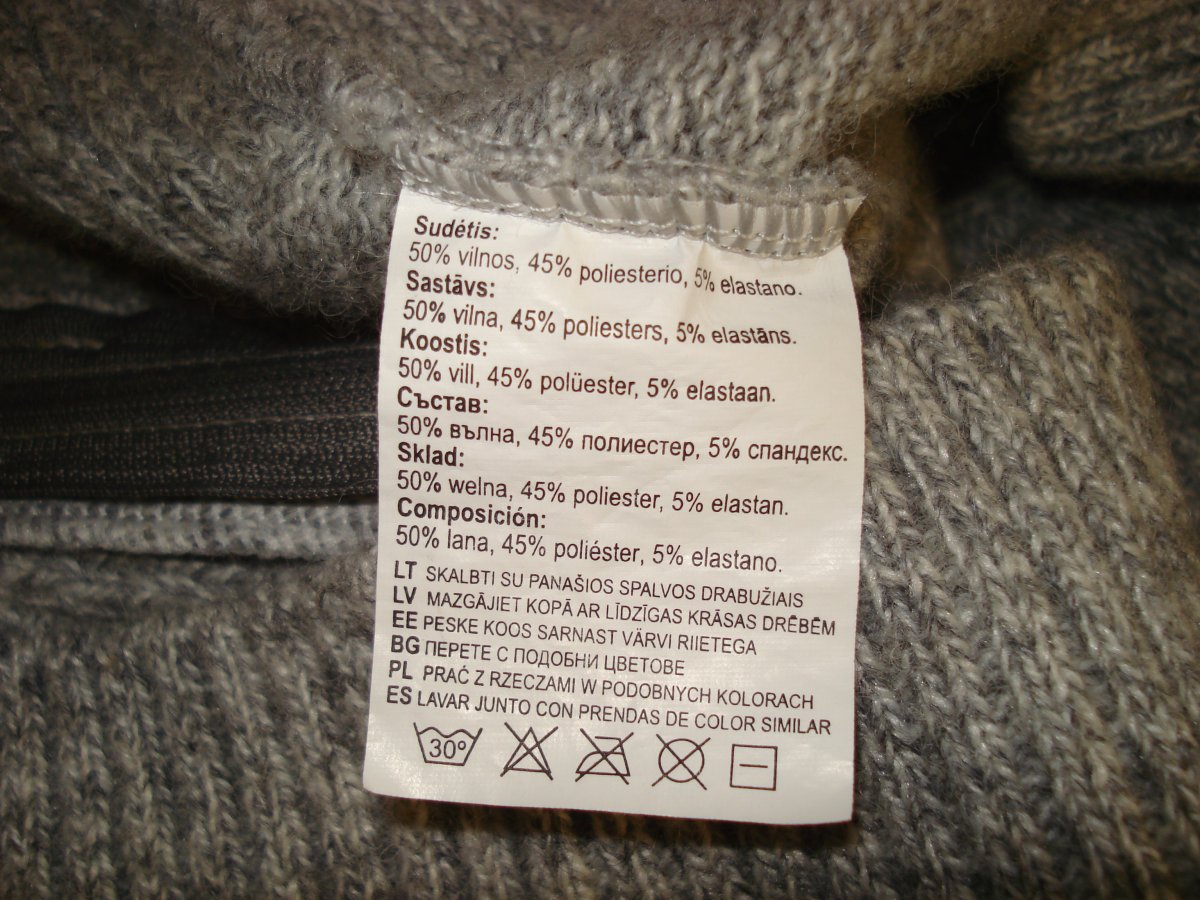 Sudėtis:
50% vilnos, 45% poliesterio, 5% elastano.
Sastāvs:
50% vilna, 45% poliesters, 5% elastāns.
Koostis:
50% vill, 45% polüester, 5% elastaan.
Състав:
50% вълна, 45% полиестер, 5% спандекс.
Sklad:
50% welna, 45% poliester, 5% elastan.
Composición:
50% lana, 45% poliéster, 5% elastano.
LT SKALBTI SU PANAŠIOS SPALVOS DRABUŽIAIS
LV MAZGĀJIET KOPĀ AR LĪDZĪGAS KRĀSAS DRĒBĒM
EE PESKE KOOS SARNAST VÄRVI RIIETEGA
BG ПЕРЕТЕ С ПОДОБНИ ЦВЕТОВЕ
PL PRAĆ Z RZECZAMI W PODOBNYCH KOLORACH
ES LAVAR JUNTO CON PRENDAS DE COLOR SIMILAR
30°